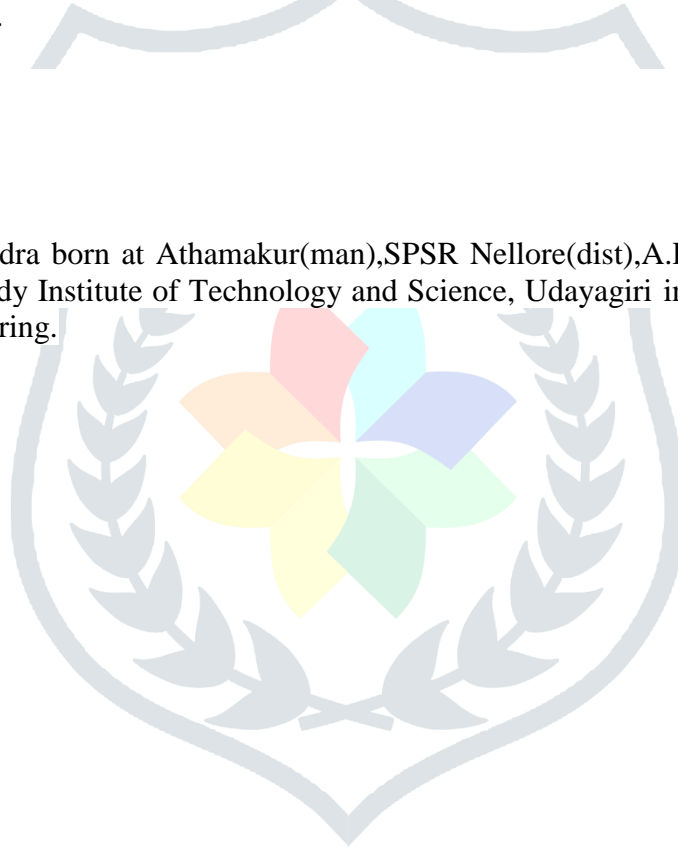 dra born at Athamakur(man),SPSR Nellore(dist),A.
dy Institute of Technology and Science, Udayagiri in
ring.